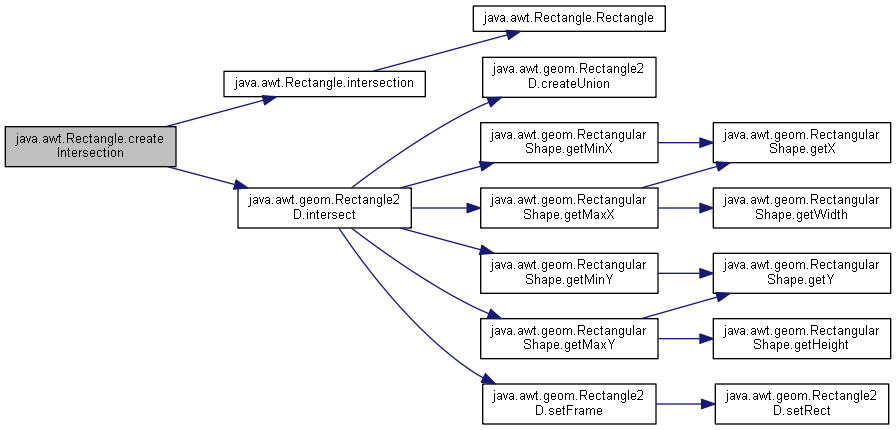 java.awt.Rectangle.create
Intersection
java.awt.Rectangle.intersection
java.awt.Rectangle.Rectangle
java.awt.geom.Rectangle2
D.intersect
java.awt.geom.Rectangle2
D.createUnion
java.awt.geom.Rectangular
Shape.getMinX
java.awt.geom.Rectangular
Shape.getX
java.awt.geom.Rectangular
Shape.getMaxX
java.awt.geom.Rectangular
Shape.getWidth
java.awt.geom.Rectangular
Shape.getMinY
java.awt.geom.Rectangular
Shape.getY
java.awt.geom.Rectangular
Shape.getMaxY
java.awt.geom.Rectangular
Shape.getHeight
java.awt.geom.Rectangle2
D.setFrame
java.awt.geom.Rectangle2
D.setRect